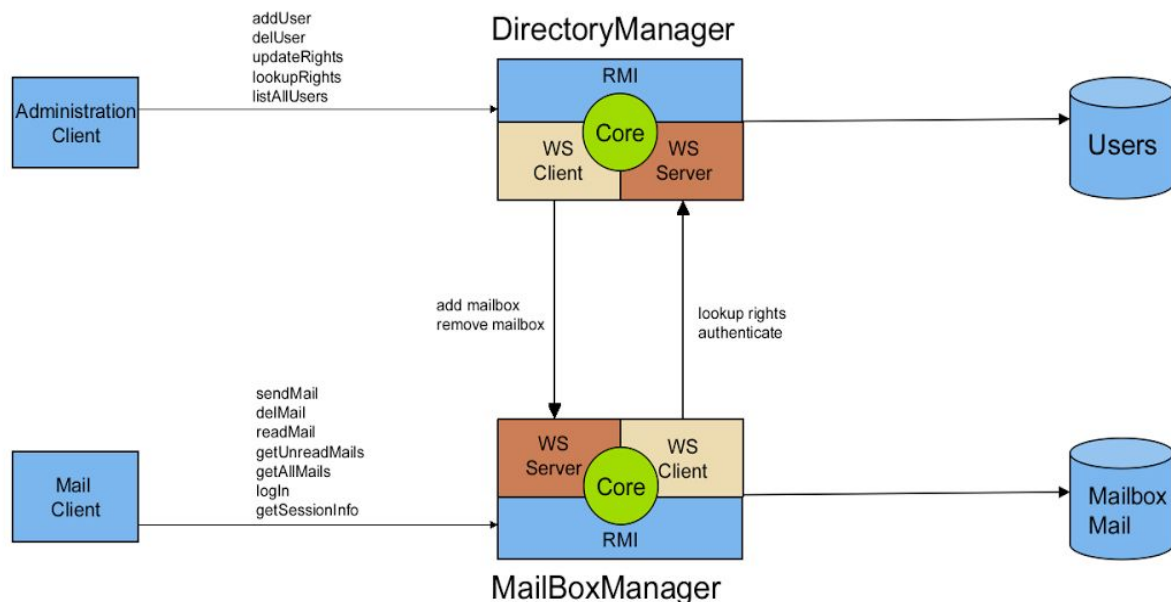 addUser
delUser
updateRights
lookupRights
listAllUsers
DirectoryManager
Administration
Client
RMI
Core
WS
Client
WS
Server
Users
add mailbox
remove mailbox
lookup rights
authenticate
sendMail
delMail
readMail
getUnreadMails
getAllMails
logIn
getSessionInfo
Mail
Client
WS
Server
WS
Client
Core
RMI
MailBoxManager
Mailbox
Mail